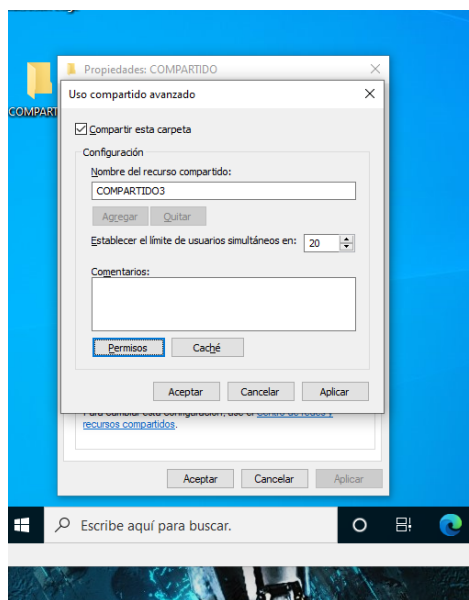 Propiedades: COMPARTIDO
Uso compartido avanzado
COMPART
Compartir esta carpeta
Configuración
Nombre del recurso compartido:
COMPARTIDO3
Agregar Quitar
Establecer el límite de usuarios simultáneos en: 20
Comentarios:
Permisos Caché
Aceptar Cancelar Aplicar
recursos compartidos.
Aceptar Cancelar Aplicar
Escribe aquí para buscar.